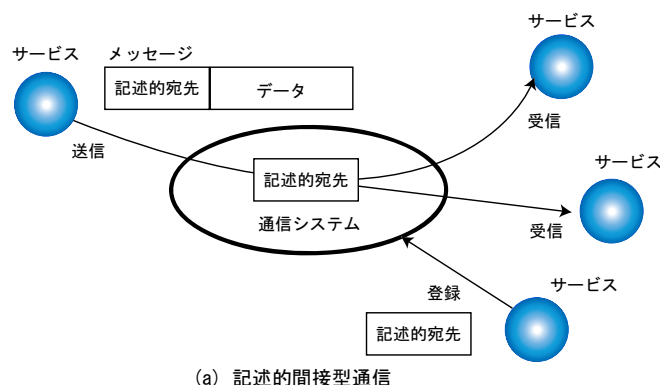 サービス
メッセージ
記述的宛先
データ
送信
サービス
受信
記述的宛先
通信システム
サービス
受信
登録
記述的宛先
サービス
(a) 記述的間接型通信